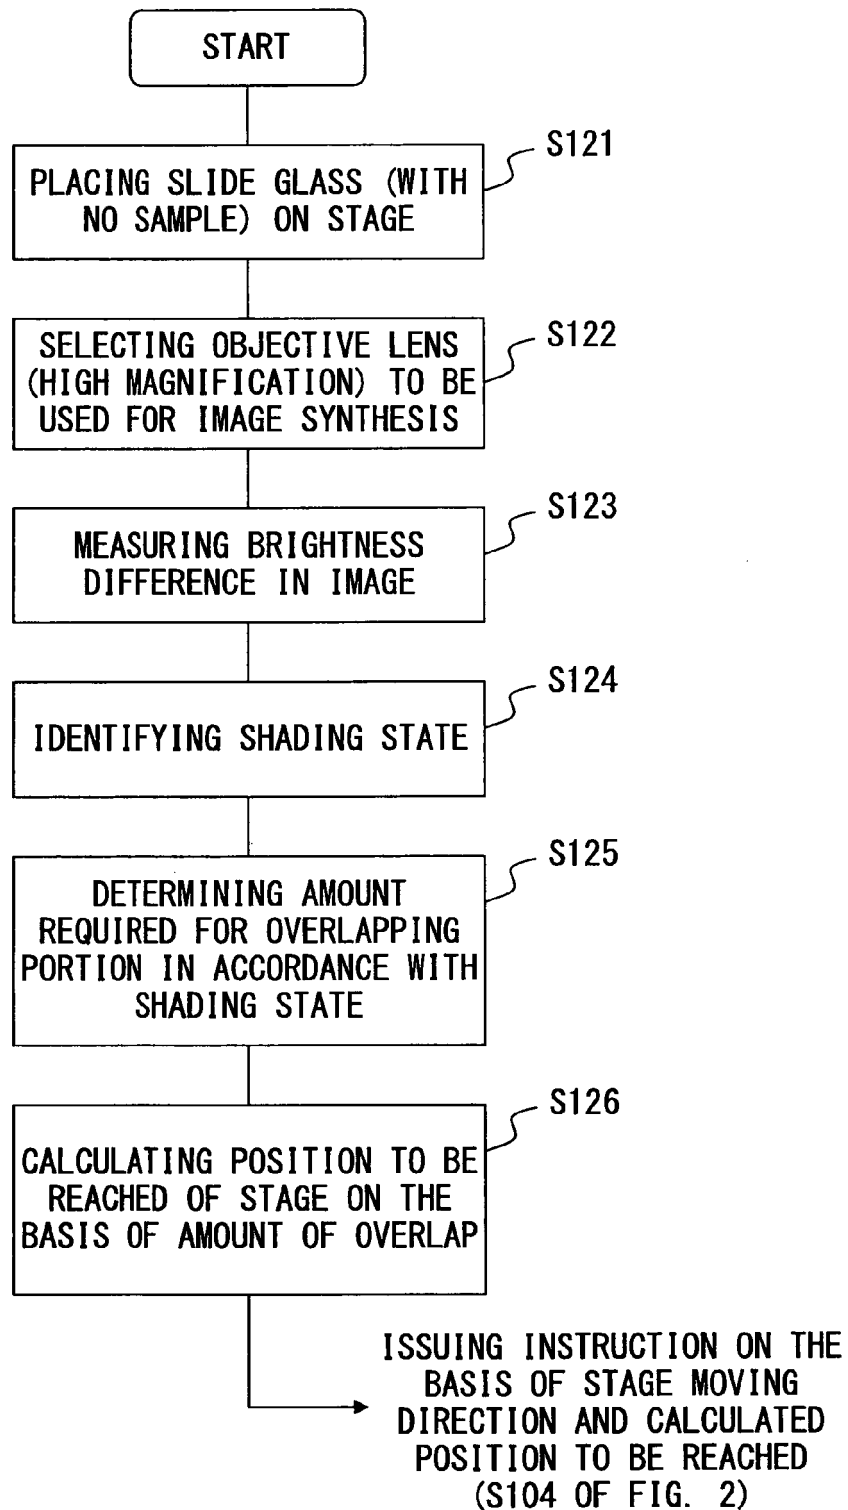 START
S121
PLACING SLIDE GLASS (WITH
NO SAMPLE) ON STAGE
S122
SELECTING OBJECTIVE LENS
(HIGH MAGNIFICATION) TO BE
USED FOR IMAGE SYNTHESIS
S123
MEASURING BRIGHTNESS
DIFFERENCE IN IMAGE
S124
IDENTIFYING SHADING STATE
S125
DETERMINING AMOUNT
REQUIRED FOR OVERLAPPING
PORTION IN ACCORDANCE WITH
SHADING STATE
S126
CALCULATING POSITION TO BE
REACHED OF STAGE ON THE
BASIS OF AMOUNT OF OVERLAP
ISSUING INSTRUCTION ON THE
BASIS OF STAGE MOVING
DIRECTION AND CALCULATED
POSITION TO BE REACHED
(S104 OF FIG. 2)